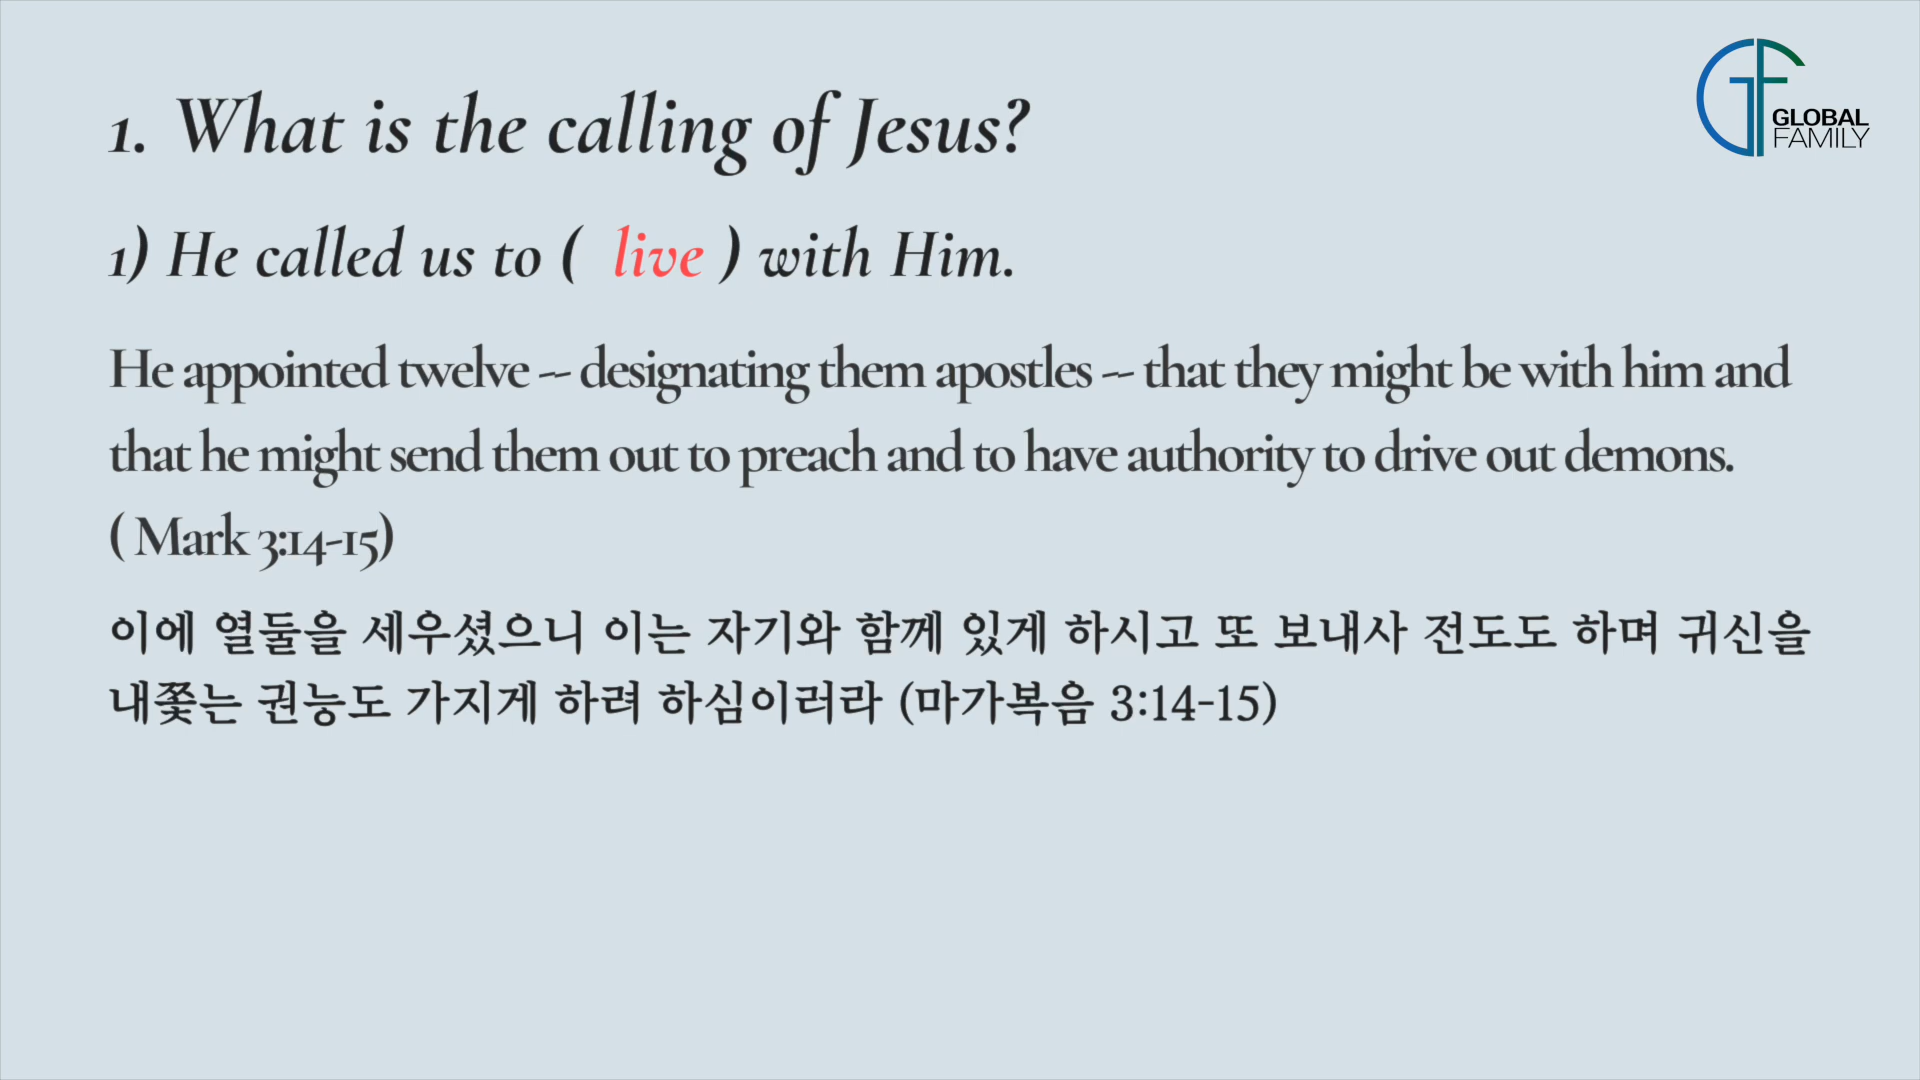 1. What is the calling of Jesus?
GLOBAL
FAMILY
1) He called us to ( live ) with Him.
He appointed twelve -- designating them apostles -- that they might be with him and
that he might send them out to preach and to have authority to drive out demons.
( Mark 3:14-15)
이에 열둘을 세우셨으니 이는 자기와 함께 있게 하시고 또 보내사 전도도 하며 귀신을
내쫓는 권능도 가지게 하려 하심이러라 (마가복음 3:14-15)